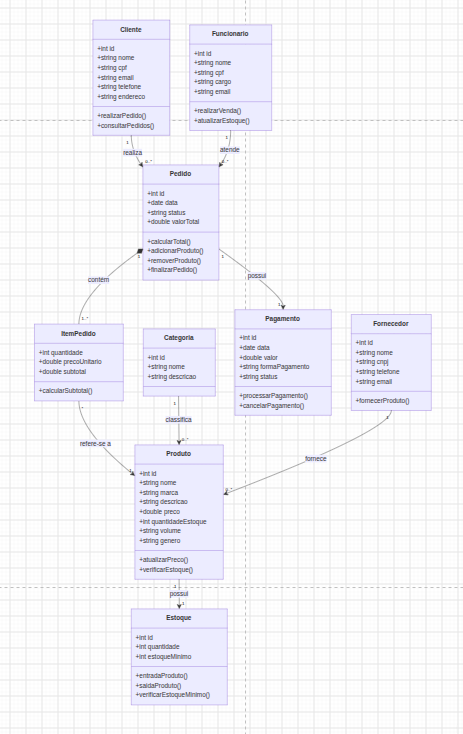 Cliente
+int id
+string nome
+string cpf
+string email
+string telefone
+string endereco
+realizarPedido()
+consultarPedidos()
Funcionario
+int id
+string nome
+string cpf
+string cargo
+string email
+realizarVenda()
+atualizarEstoque()
1
realiza
0..*
1
atende
0..*
Pedido
+int id
+date data
+string status
+double valorTotal
+calcularTotal()
+adicionarProduto()
+removerProduto()
+finalizarPedido()
1
contém
1..*
1
possui
1
ItemPedido
+int quantidade
+double precoUnitario
+double subtotal
+calcularSubtotal()
Categoria
+int id
+string nome
+string descricao
Pagamento
+int id
+date data
+double valor
+string formaPagamento
+string status
+processarPagamento()
+cancelarPagamento()
Fornecedor
+int id
+string nome
+string cnpj
+string telefone
+string email
+fornecerProduto()
*
refere-se a
1
1
classifica
0..*
1
fornece
0..*
Produto
+int id
+string nome
+string marca
+string descricao
+double preco
+int quantidadeEstoque
+string volume
+string genero
+atualizarPreco()
+verificarEstoque()
1
possui
1
Estoque
+int id
+int quantidade
+int estoqueMinimo
+entradaProduto()
+saidaProduto()
+verificarEstoqueMinimo()